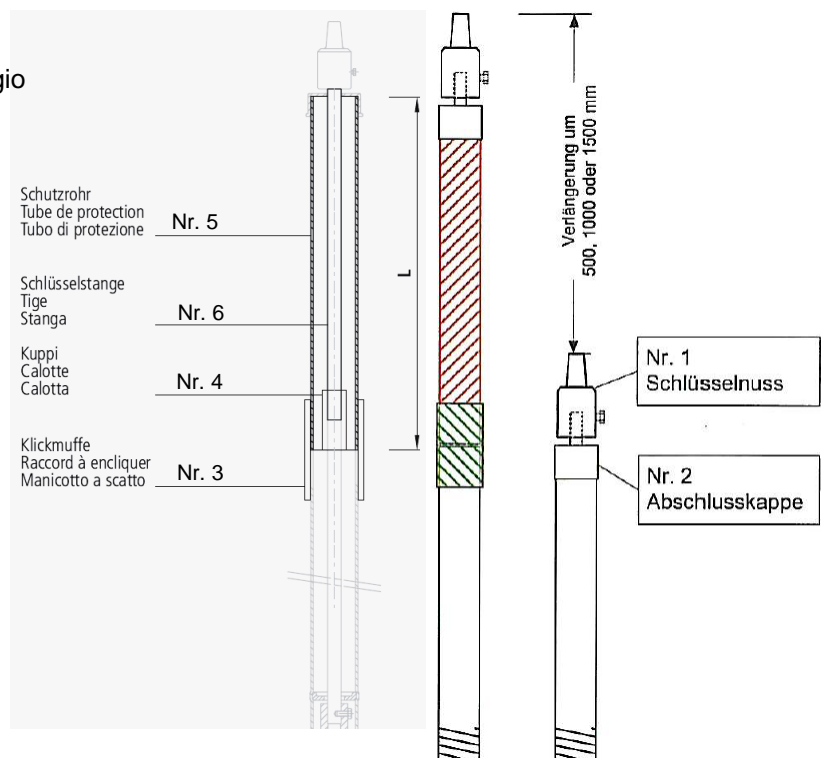 gio
Schutzrohr
Tube de protection
Tubo di protezione
Nr. 5
Schlüsselstange
Tige
Stanga
Nr. 6
Kuppi
Calotte
Calotta
Nr. 4
Klickmuffe
Raccord à encliquer
Manicotto a scatto
Nr. 3
L
Verlängerung um
500, 1000 oder 1500 mm
Nr. 1
Schlüsselnuss
Nr. 2
Abschlusskappe